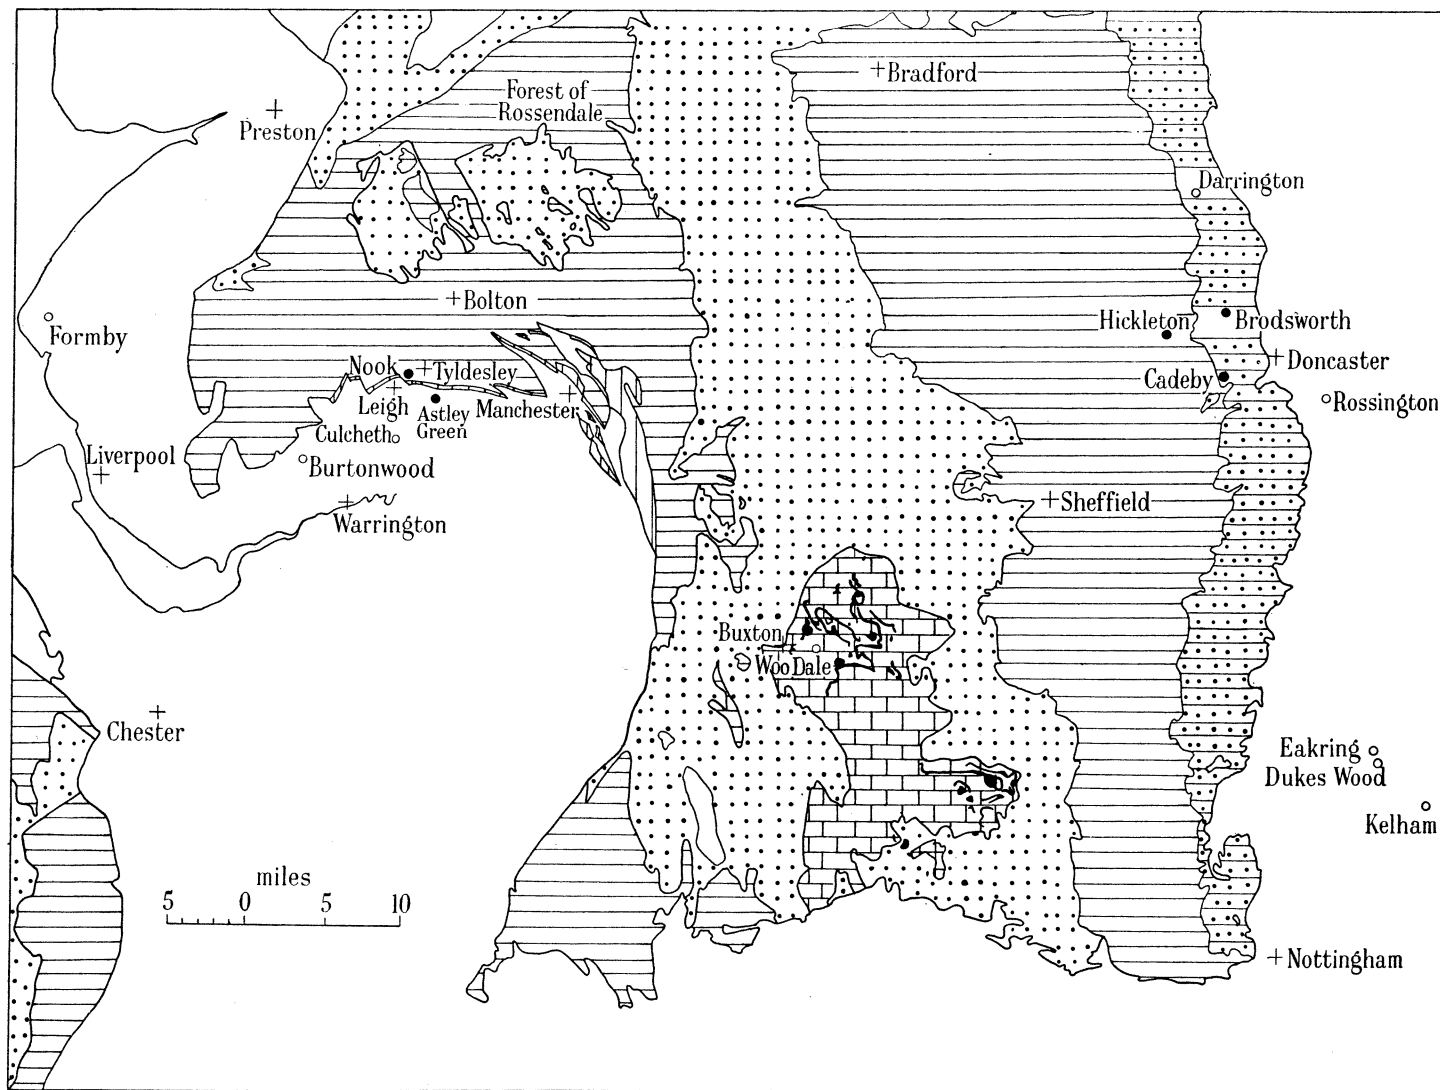 Bradford
Forest of
Rossendale
Preston
Darrington
Bolton
Formby
Hickleton
Brodsworth
Doncaster
Nook
Tyldesley
Cadeby
Leigh
Astley
Green
Manchester
Rossington
Culcheth
Liverpool
Burtonwood
Sheffield
Warrington
Buxton
Woo Dale
Chester
Eakring
Dukes Wood
Kelham
miles
5 0 5 10
Nottingham